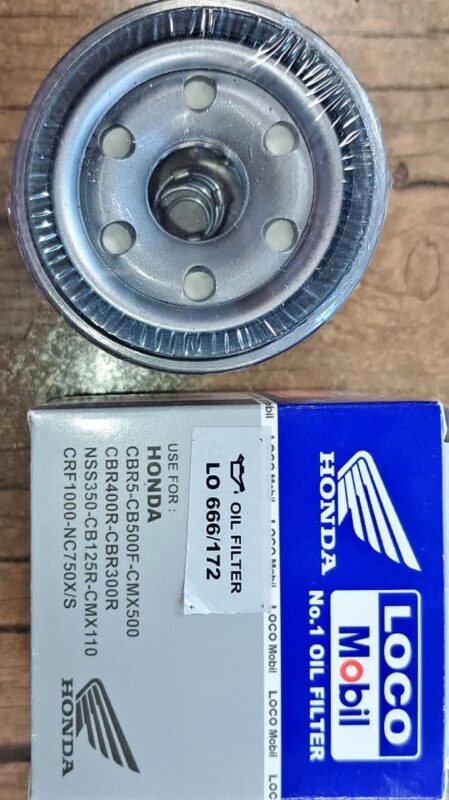 HONDA
LOCO
Mobil
No.1 OIL FILTER
LOCO Mobil
LOCO Mobil
LOCO Mobil
OIL FILTER
LO 666/172
USE FOR :
HONDA
CBR5-CB500F-CMX500
CBR400R-CBR300R
NSS350-CB125R-CMX110
CRF1000-NC750X/S
HONDA